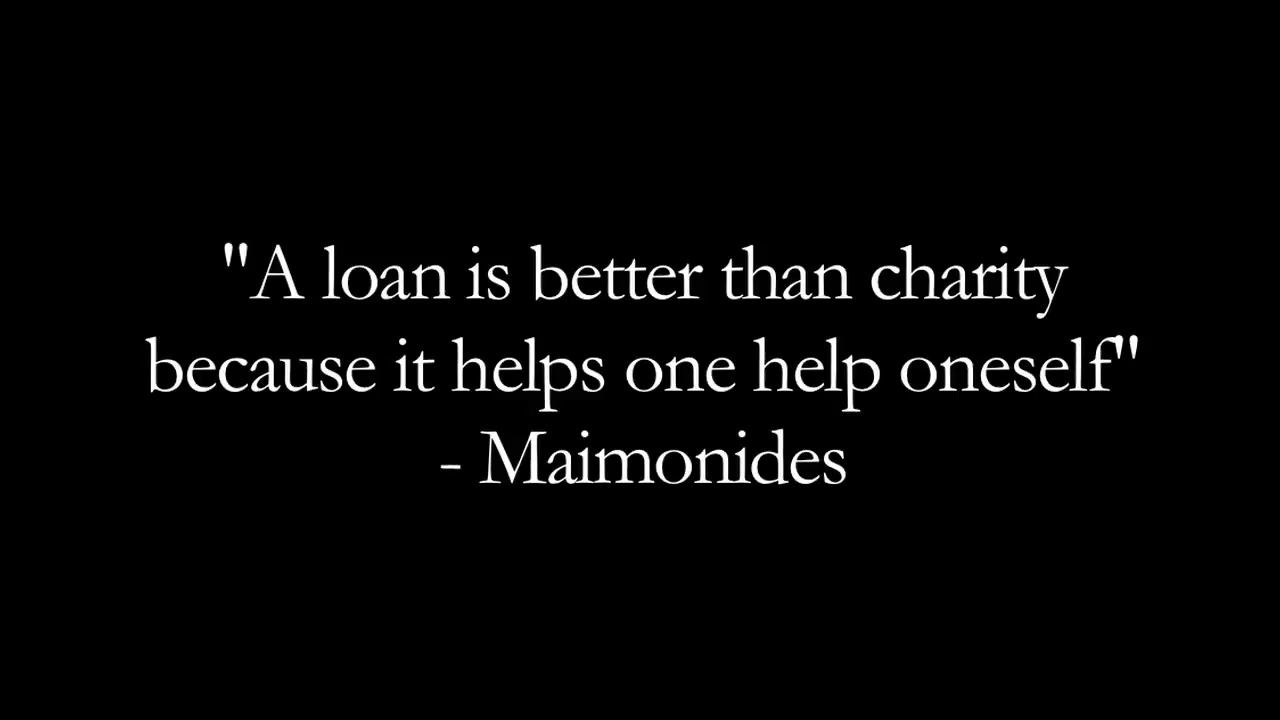 "A loan is better than charity
because it helps one help oneself"
- Maimonides